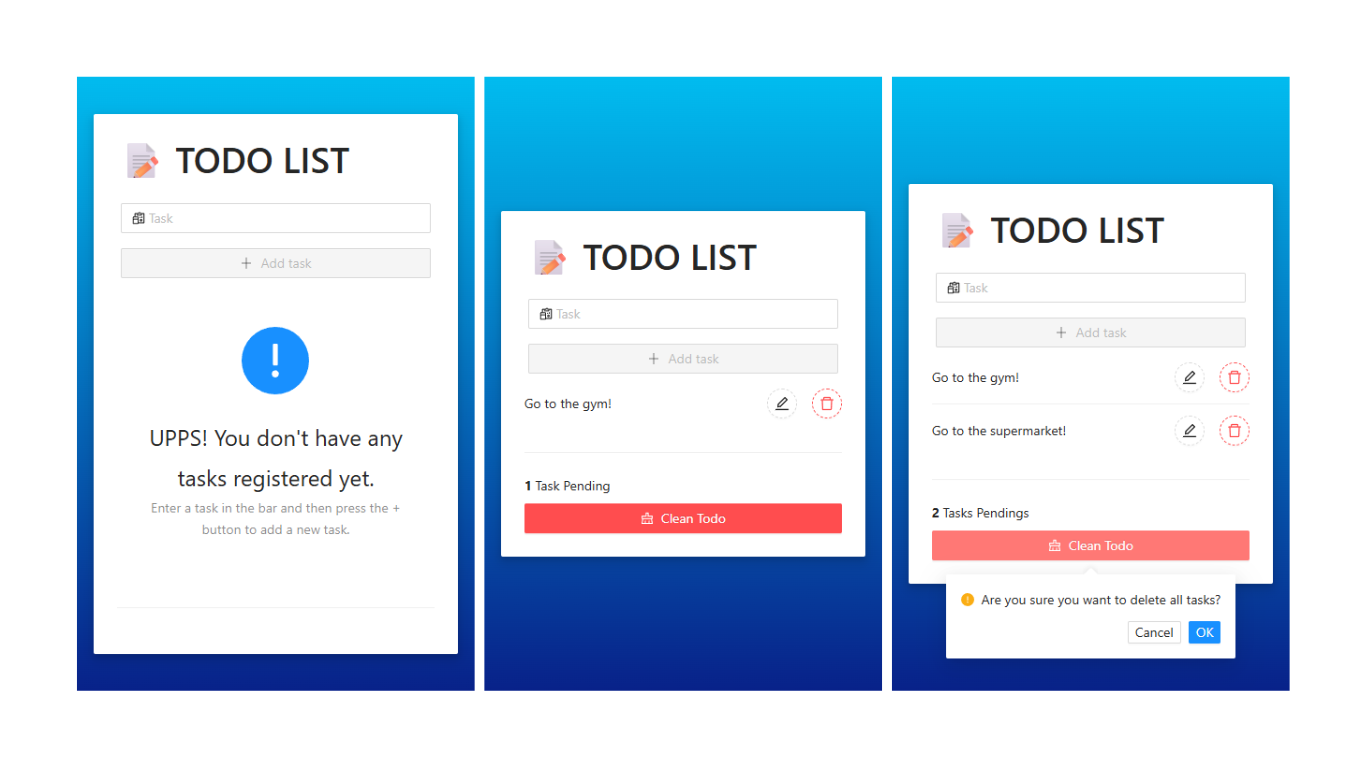 TODO LIST
Task
+ Add task
UPPS! You don't have any
tasks registered yet.
Enter a task in the bar and then press the +
button to add a new task.
TODO LIST
Task
+ Add task
Go to the gym!
1 Task Pending
Clean Todo
TODO LIST
Task
+ Add task
Go to the gym!
Go to the supermarket!
2 Tasks Pendings
Clean Todo
Are you sure you want to delete all tasks?
Cancel OK